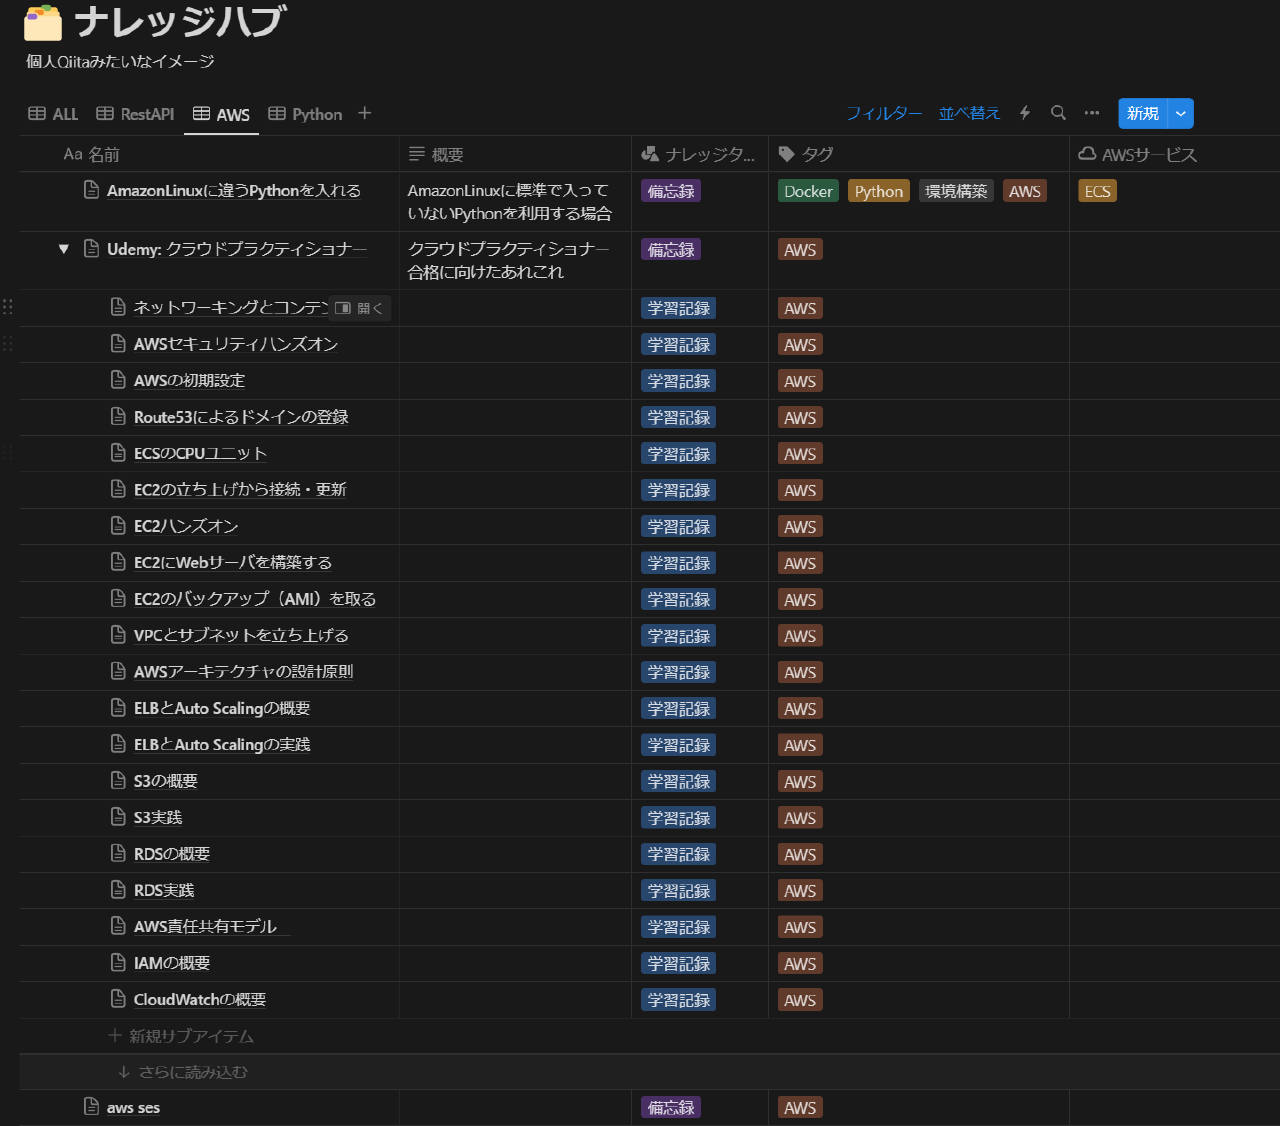 ナレッジハブ
個人Qiitaみたいなイメージ
ALL RestAPI AWS Python フィルター 並べ替え 新規
Aa 名前 概要 ナレッジタ... タグ AWSサービス
AmazonLinuxに違うPythonを入れる AmazonLinuxに標準で入って 備忘録 Docker Python 環境構築 AWS ECS
いないPythonを利用する場合
Udemy: クラウドプラクティショナー クラウドプラクティショナー 備忘録 AWS
合格に向けたあれこれ
ネットワーキングとコンテン 開く 学習記録 AWS
AWSセキュリティハンズオン 学習記録 AWS
AWSの初期設定 学習記録 AWS
Route53によるドメインの登録 学習記録 AWS
ECSのCPUユニット 学習記録 AWS
EC2の立ち上げから接続・更新 学習記録 AWS
EC2ハンズオン 学習記録 AWS
EC2にWebサーバを構築する 学習記録 AWS
EC2のバックアップ（AMI）を取る 学習記録 AWS
VPCとサブネットを立ち上げる 学習記録 AWS
AWSアーキテクチャの設計原則 学習記録 AWS
ELBとAuto Scalingの概要 学習記録 AWS
ELBとAuto Scalingの実践 学習記録 AWS
S3の概要 学習記録 AWS
S3実践 学習記録 AWS
RDSの概要 学習記録 AWS
RDS実践 学習記録 AWS
AWS責任共有モデル 学習記録 AWS
IAMの概要 学習記録 AWS
CloudWatchの概要 学習記録 AWS
新規サブアイテム
さらに読み込む
aws ses 備忘録 AWS